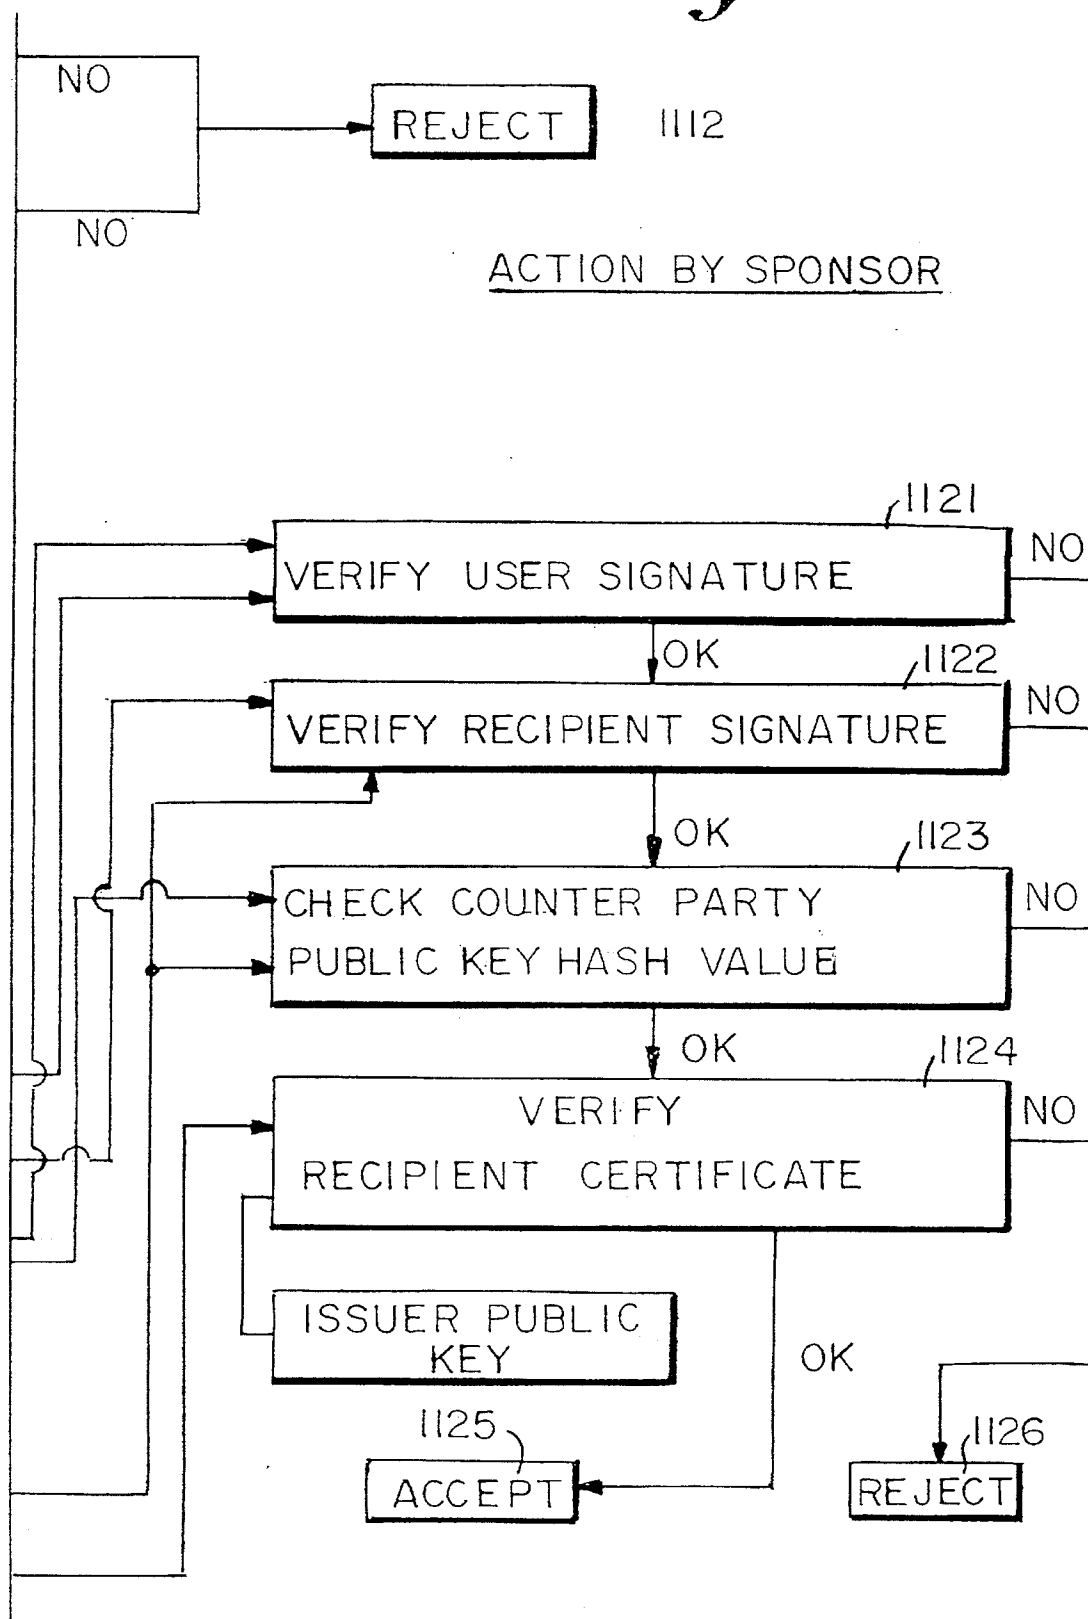 NO
REJECT 1112
NO
ACTION BY SPONSOR
1121
VERIFY USER SIGNATURE
NO
OK
1122
VERIFY RECIPIENT SIGNATURE
NO
OK
1123
CHECK COUNTER PARTY
NO
PUBLIC KEY HASH VALUE
OK
1124
VERIFY
NO
RECIPIENT CERTIFICATE
ISSUER PUBLIC
KEY
OK
1125
1126
ACCEPT
REJECT